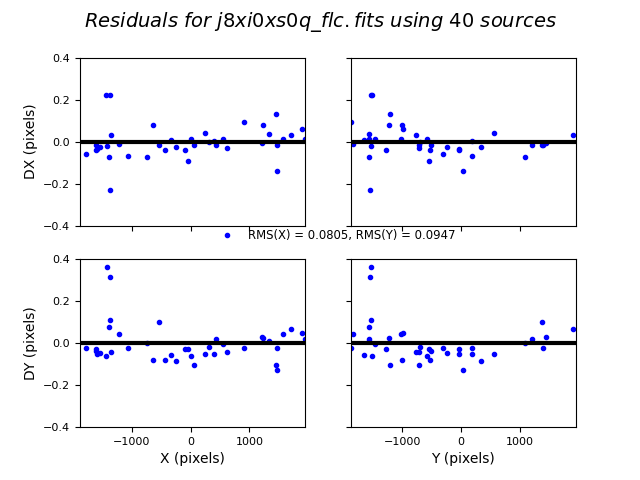 Residuals for j8xi0xs0q_flc.fits using 40 sources
DX (pixels)
0.4
0.2
0.0
−0.2
−0.4
RMS(X) = 0.0805, RMS(Y) = 0.0947
DY (pixels)
0.4
0.2
0.0
−0.2
−0.4
−1000 0 1000
−1000 0 1000
X (pixels)
Y (pixels)